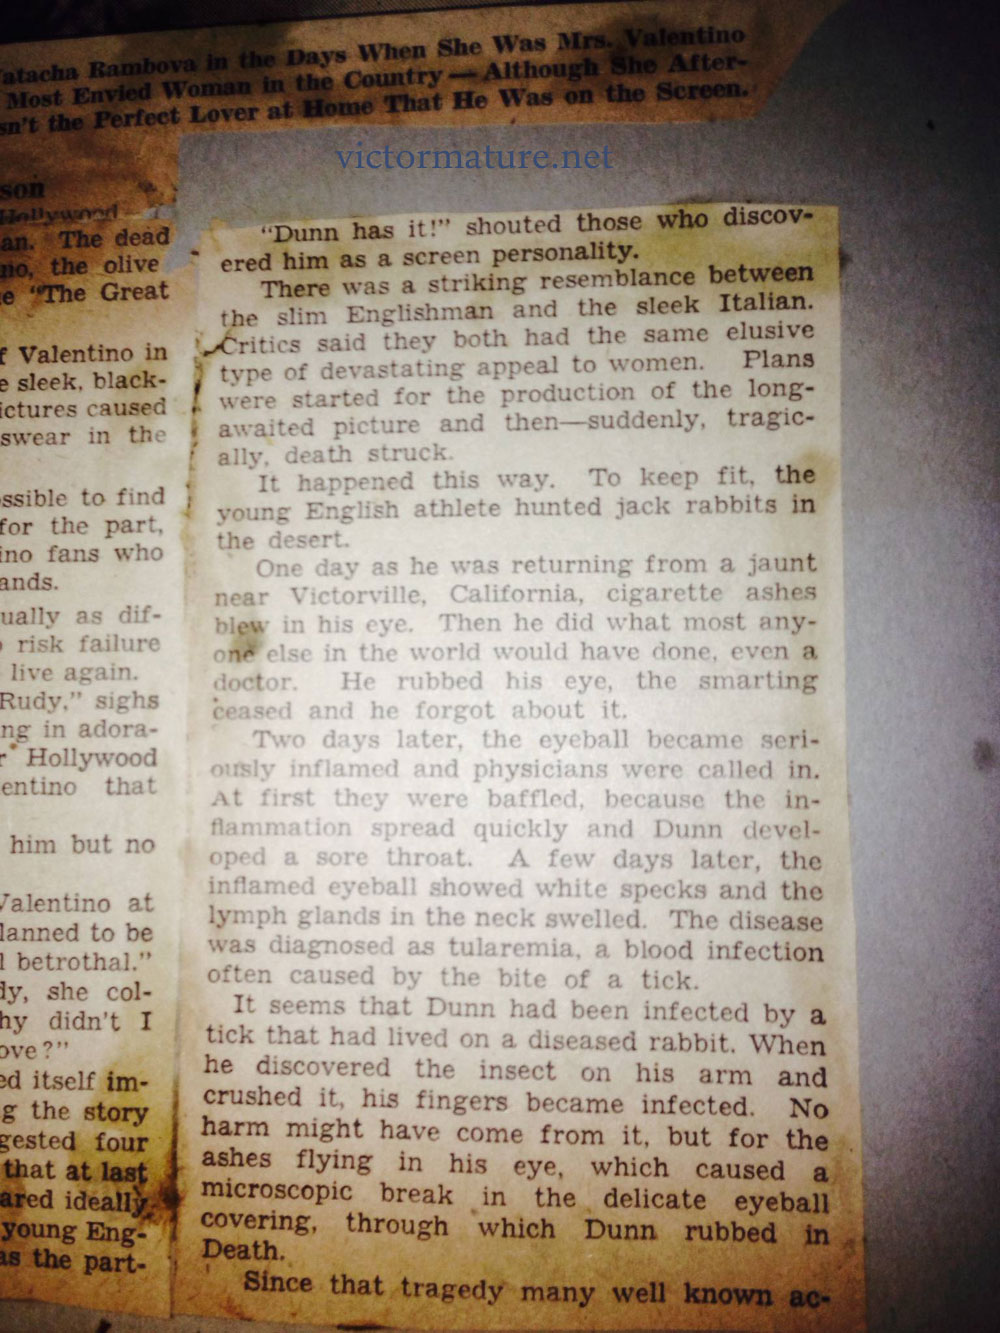 Natacha Rambova in the Days When She Was Mrs. Valentino
Most Envied Woman in the Country — Although She After-
sn't the Perfect Lover at Home That He Was on the Screen.
victormature.net
son
Hollywood
an. The dead
no, the olive
e "The Great
f Valentino in
e sleek, black-
ictures caused
swear in the
ssible to find
for the part,
ino fans who
ands.
ually as dif-
risk failure
live again.
Rudy," sighs
ng in adora-
r Hollywood
entino that
him but no
Valentino at
lanned to be
l betrothal."
dy, she col-
hy didn't I
ove?"
ed itself im-
g the story
gested four
that at last
ared ideally
young Eng-
as the part-
"Dunn has it!" shouted those who discov-
ered him as a screen personality.
There was a striking resemblance between
the slim Englishman and the sleek Italian.
Critics said they both had the same elusive
type of devastating appeal to women. Plans
were started for the production of the long-
awaited picture and then—suddenly, tragic-
ally, death struck.
It happened this way. To keep fit, the
young English athlete hunted jack rabbits in
the desert.
One day as he was returning from a jaunt
near Victorville, California, cigarette ashes
blew in his eye. Then he did what most any-
one else in the world would have done, even a
doctor. He rubbed his eye, the smarting
ceased and he forgot about it.
Two days later, the eyeball became seri-
ously inflamed and physicians were called in.
At first they were baffled, because the in-
flammation spread quickly and Dunn devel-
oped a sore throat. A few days later, the
inflamed eyeball showed white specks and the
lymph glands in the neck swelled. The disease
was diagnosed as tularemia, a blood infection
often caused by the bite of a tick.
It seems that Dunn had been infected by a
tick that had lived on a diseased rabbit. When
he discovered the insect on his arm and
crushed it, his fingers became infected. No
harm might have come from it, but for the
ashes flying in his eye, which caused a
microscopic break in the delicate eyeball
covering, through which Dunn rubbed in
Death.
Since that tragedy many well known ac-